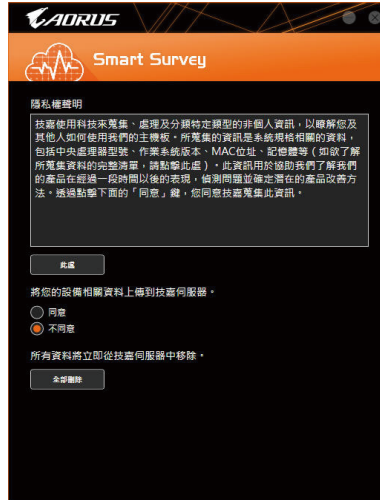 AORUS
Smart Survey
隱私權聲明
技嘉使用科技來蒐集、處理及分類特定類型的非個人資訊，以瞭解您及
其他人如何使用我們的主機板。所蒐集的資訊是系統規格相關的資料，
包括中央處理器型號、作業系統版本、MAC位址、記憶體等（如欲了解
所蒐集資料的完整清單，請點擊此處）。此資訊用於協助我們了解我們
的產品在經過一段時間以後的表現，偵測問題並確定潛在的產品改善方
法。透過點擊下面的「同意」鍵，您同意技嘉蒐集此資訊。
此處
將您的設備相關資料上傳到技嘉伺服器。
同意
不同意
所有資料將立即從技嘉伺服器中移除。
全部刪除